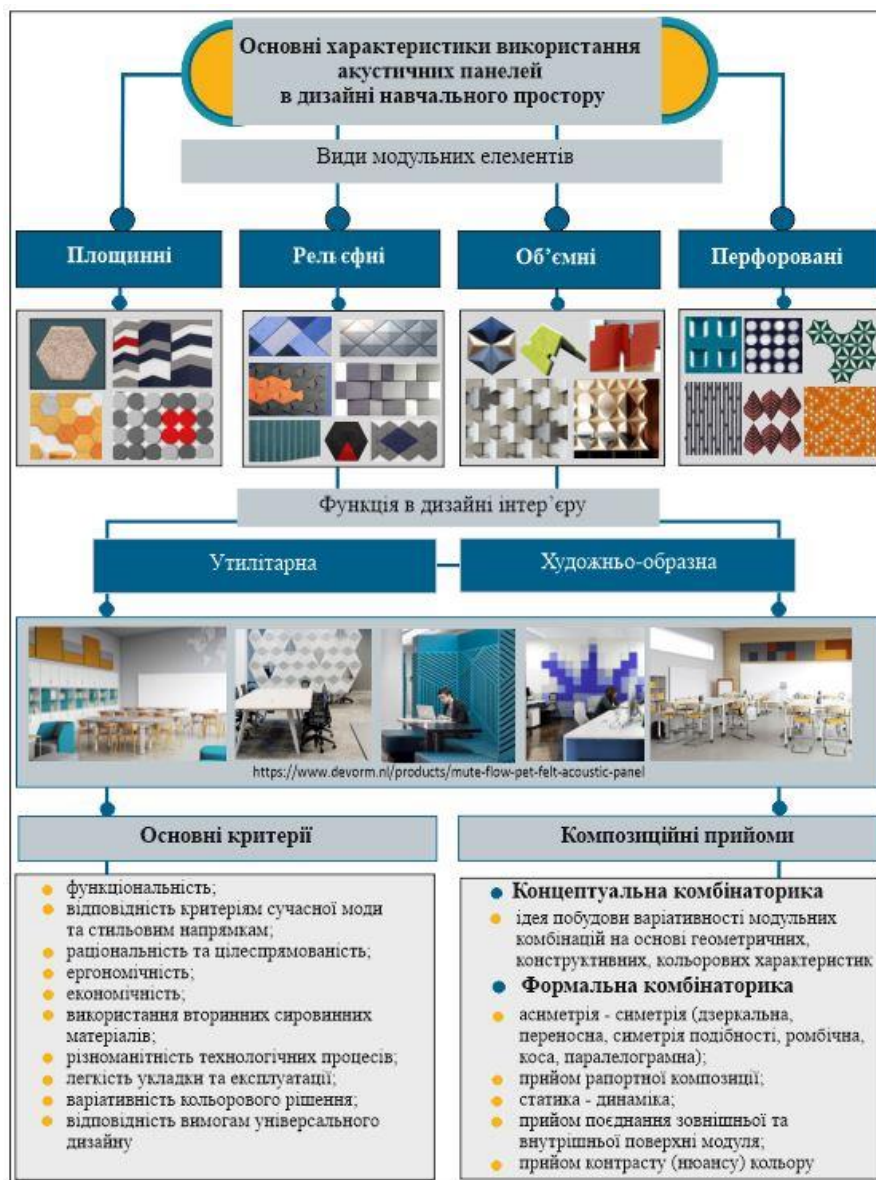 Основні характеристики використання
акустичних панелей
в дизайні навчального простору
Види модульних елементів
Площинні
Рельєфні
Об’ємні
Перфоровані
Функція в дизайні інтер’єру
Утилітарна
Художньо-образна
https://www.devorm.nl/products/mute-flow-pet-felt-acoustic-panel
Основні критерії
функціональність;
відповідність критеріям сучасної моди
та стильовим напрямкам;
раціональність та цілеспрямованість;
ергономічність;
економічність;
використання вторинних сировинних
матеріалів;
різноманітність технологічних процесів;
легкість укладки та експлуатації;
варіативність кольорового рішення;
відповідність вимогам універсального
дизайну
Композиційні прийоми
Концептуальна комбінаторика
ідея побудови варіативності модульних
комбінацій на основі геометричних,
конструктивних, кольорових характеристик
Формальна комбінаторика
асиметрія - симетрія (дзеркальна,
переносна, симетрія подібності, ромбічна,
коса, паралелограмна);
прийом рапортної композиції;
статика - динаміка;
прийом поєднання зовнішньої та
внутрішньої поверхні модуля;
прийом контрасту (нюансу) кольору